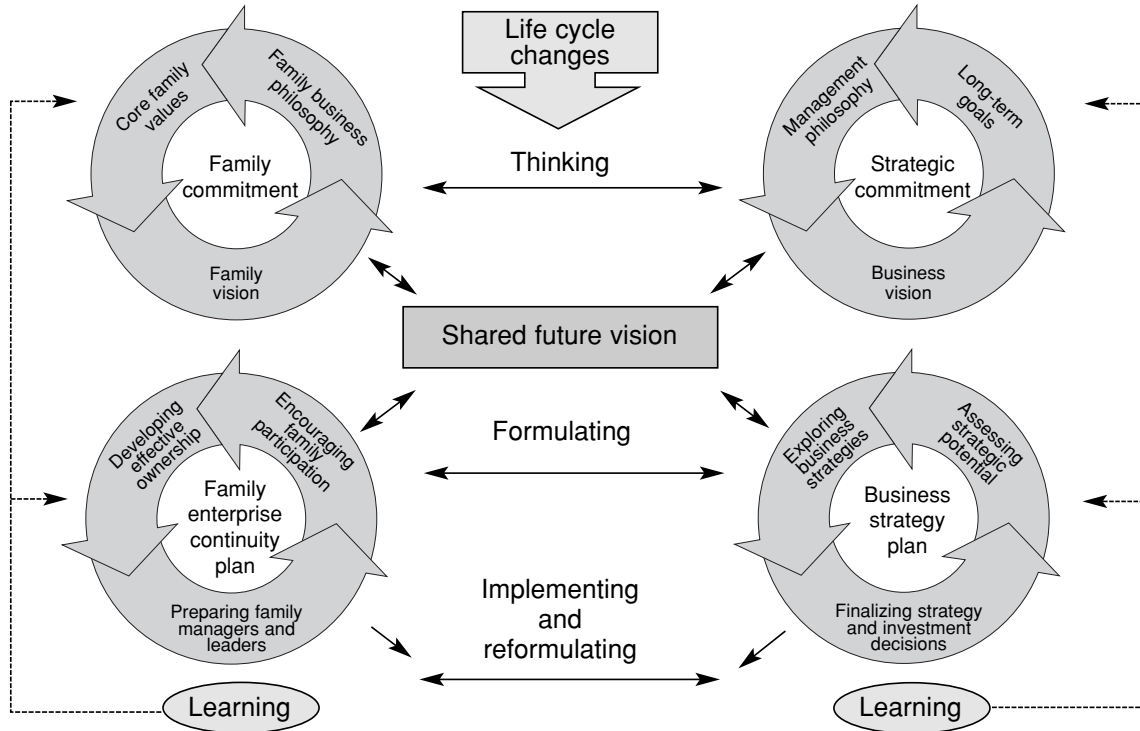 Life cycle
changes
Core family
values
Family business
philosophy
Family
commitment
Family
vision
Thinking
Management
philosophy
Long-term
goals
Strategic
commitment
Business
vision
Shared future vision
Developing
effective
ownership
Encouraging
family
participation
Family
enterprise
continuity
plan
Preparing family
managers and
leaders
Formulating
Exploring
business
strategies
Assessing
strategic
potential
Business
strategy
plan
Finalizing strategy
and investment
decisions
Implementing
and
reformulating
Learning
Learning